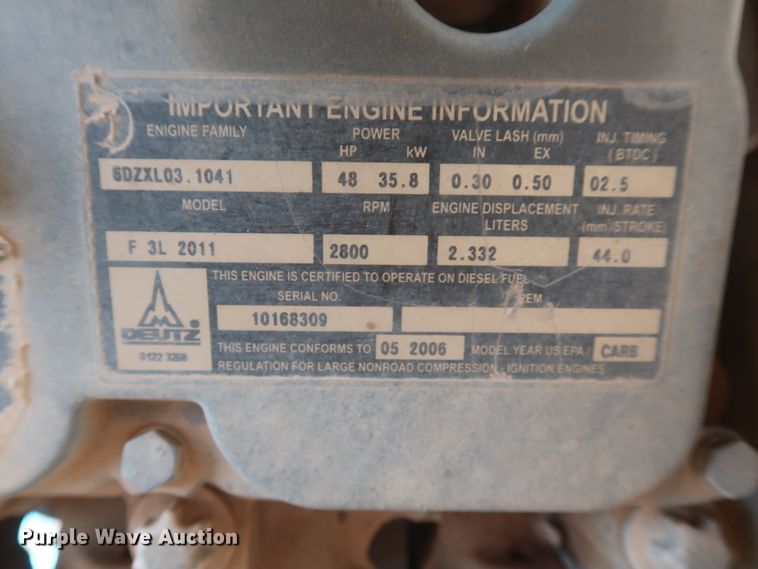 IMPORTANT ENGINE INFORMATION
ENIGINE FAMILY POWER VALVE LASH (mm) INJ. TIMING
HP kW IN EX (BTDC)
6DZXL03.1041 48 35.8 0.30 0.50 02.5
MODEL RPM ENGINE DISPLACEMENT INJ. RATE
LITERS (mm³/STROKE)
F 3L 2011 2800 2.332 44.0
THIS ENGINE IS CERTIFIED TO OPERATE ON DIESEL FUEL
SERIAL NO. REM
10168309
DEUTZ
0122 3256
THIS ENGINE CONFORMS TO 05 2006 MODEL YEAR US EPA / CARB
REGULATION FOR LARGE NONROAD COMPRESSION IGNITION ENGINES.
Purple Wave Auction